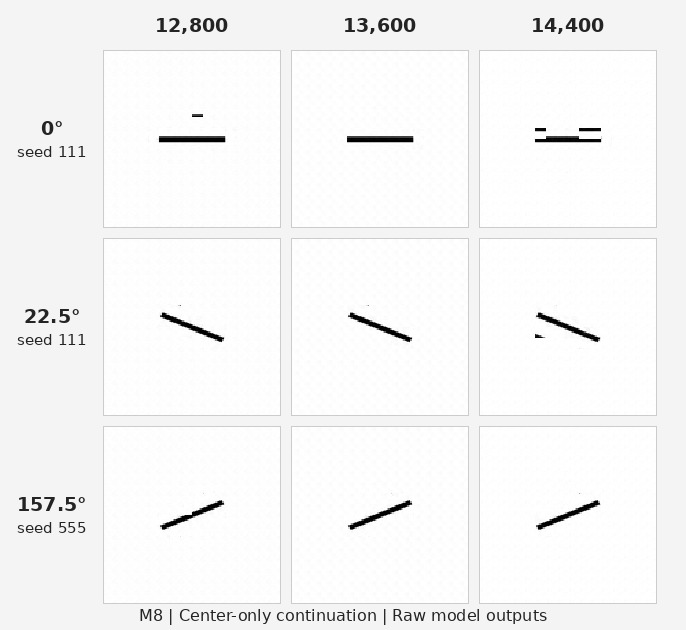 12,800 13,600 14,400
0°
seed 111
22.5°
seed 111
157.5°
seed 555
M8 | Center-only continuation | Raw model outputs